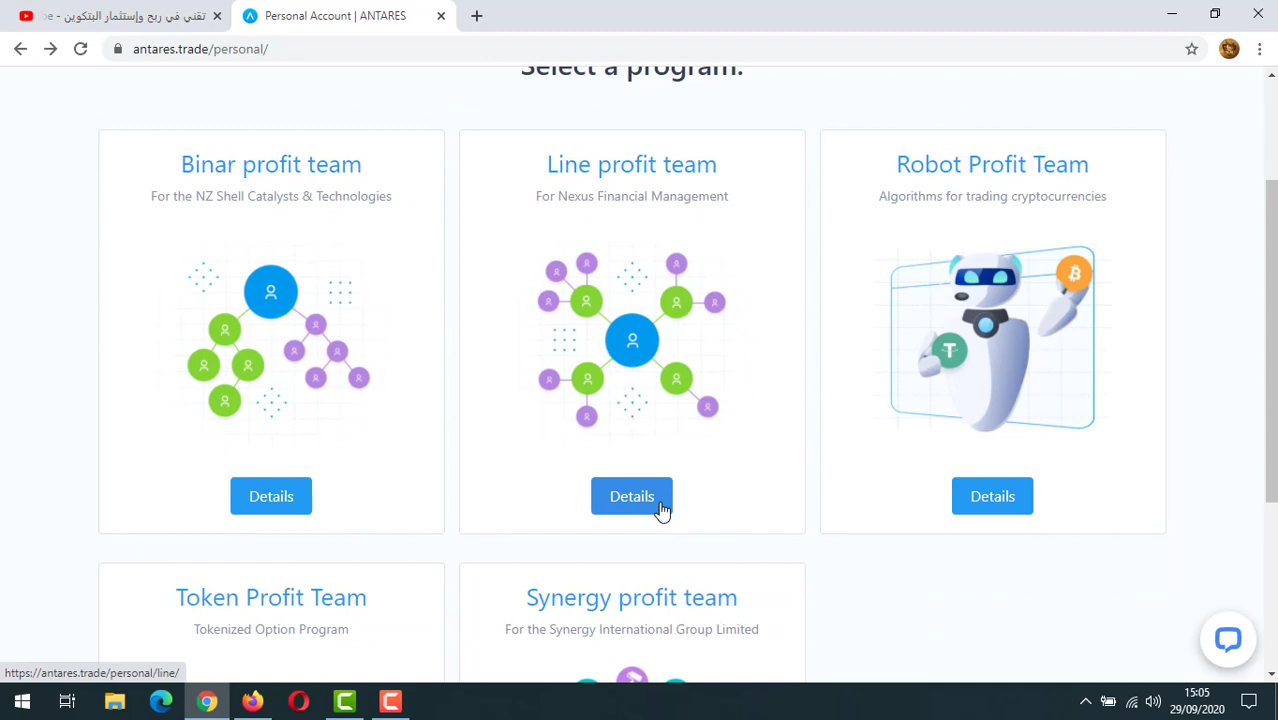 تقني في ربح وإستثمار البتكوين - be
Personal Account | ANTARES
antares.trade/personal/
Select a program:
Binar profit team
For the NZ Shell Catalysts & Technologies
Details
Line profit team
For Nexus Financial Management
Details
Robot Profit Team
Algorithms for trading cryptocurrencies
Details
Token Profit Team
Tokenized Option Program
Synergy profit team
For the Synergy International Group Limited
https://antares.trade/personal/line/
15:05
29/09/2020